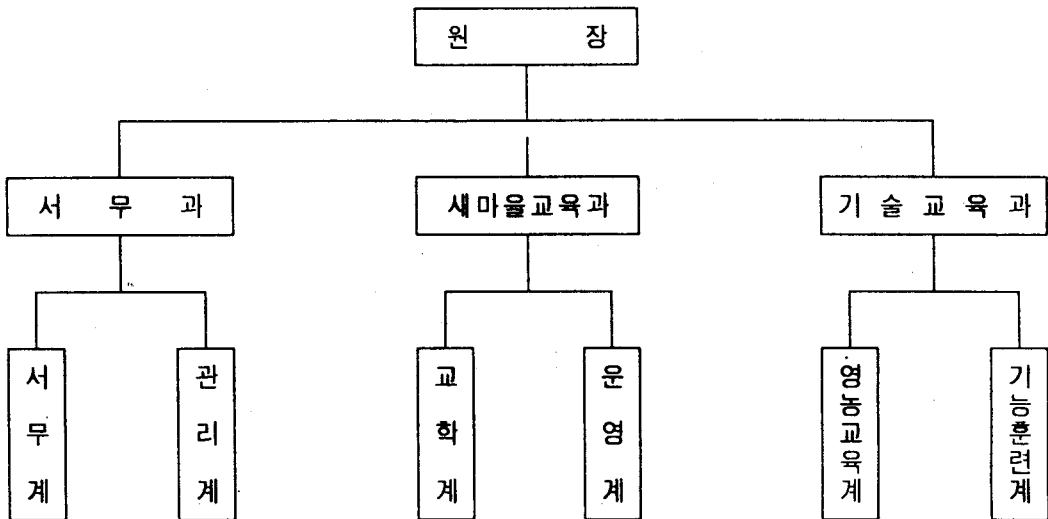 원 장
서 무 과
새마을교육과
기 술 교 육 과
서무계
관리계
교학계
운영계
영농교육계
기능훈련계